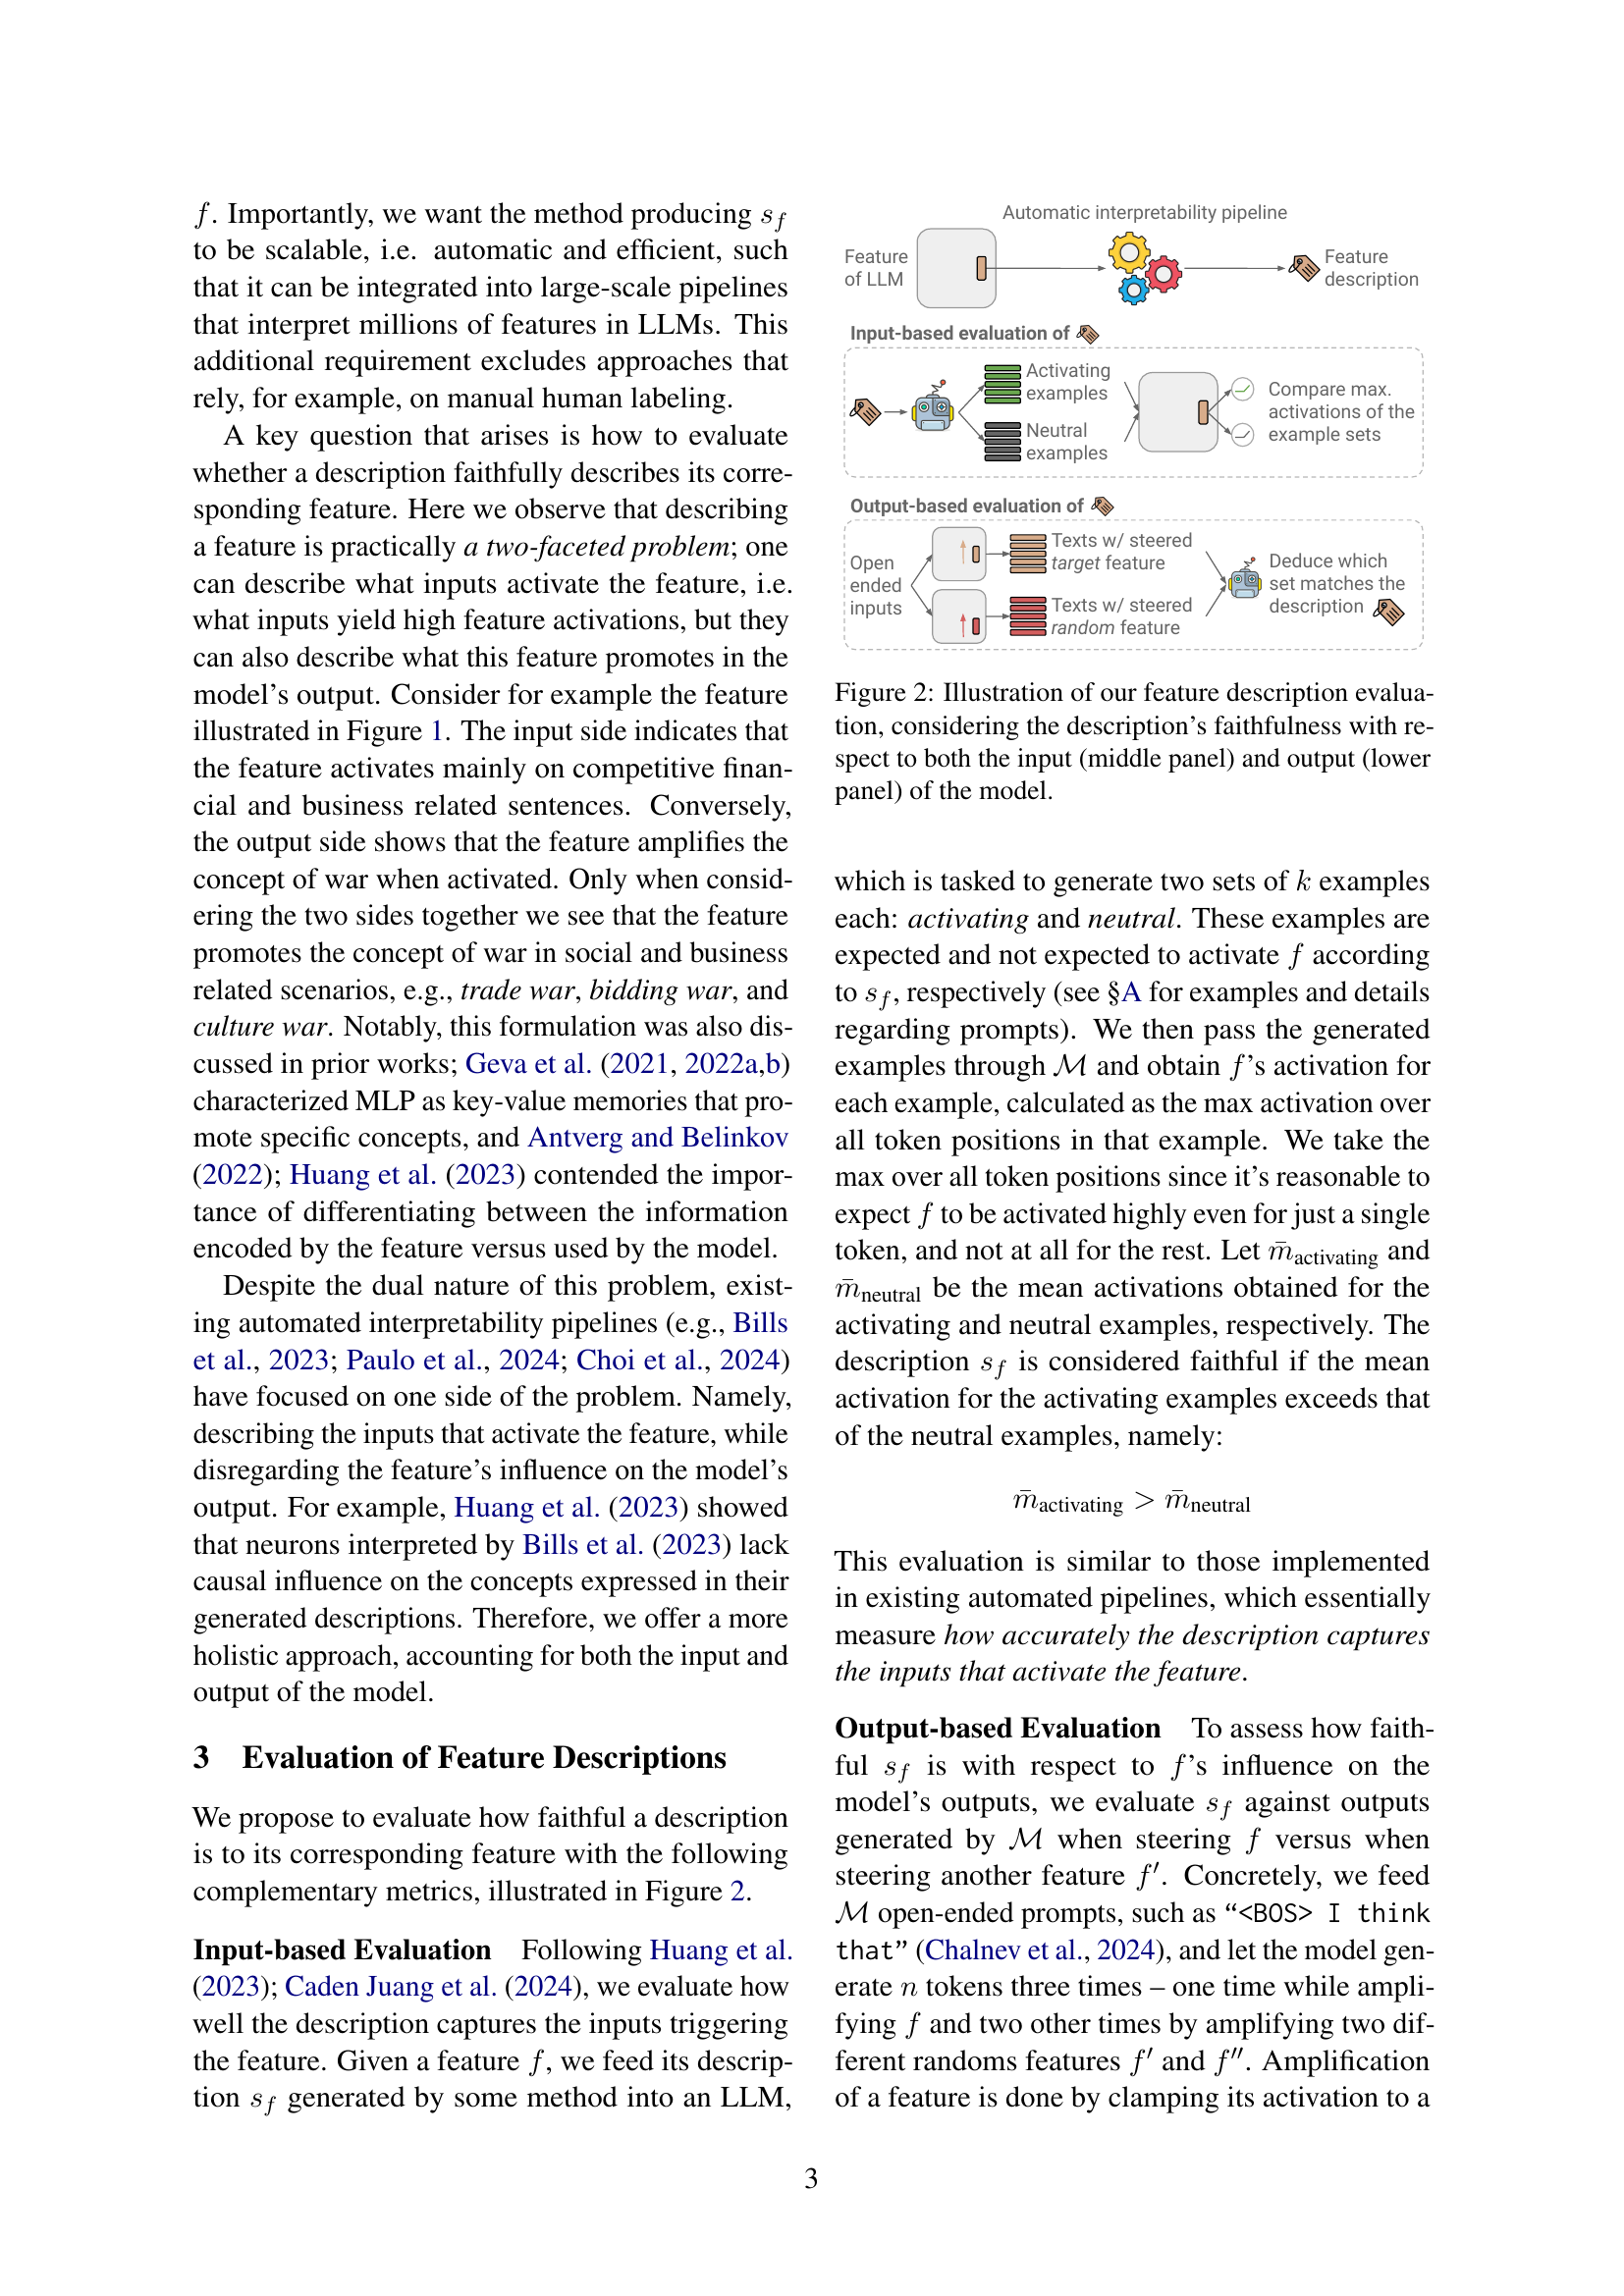 f. Importantly, we want the method producing s_f
to be scalable, i.e. automatic and efficient, such
that it can be integrated into large-scale pipelines
that interpret millions of features in LLMs. This
additional requirement excludes approaches that
rely, for example, on manual human labeling.
A key question that arises is how to evaluate
whether a description faithfully describes its corre-
sponding feature. Here we observe that describing
a feature is practically a two-faceted problem; one
can describe what inputs activate the feature, i.e.
what inputs yield high feature activations, but they
can also describe what this feature promotes in the
model's output. Consider for example the feature
illustrated in Figure 1. The input side indicates that
the feature activates mainly on competitive finan-
cial and business related sentences. Conversely,
the output side shows that the feature amplifies the
concept of war when activated. Only when consid-
ering the two sides together we see that the feature
promotes the concept of war in social and business
related scenarios, e.g., trade war, bidding war, and
culture war. Notably, this formulation was also dis-
cussed in prior works; Geva et al. (2021, 2022a,b)
characterized MLP as key-value memories that pro-
mote specific concepts, and Antverg and Belinkov
(2022); Huang et al. (2023) contended the impor-
tance of differentiating between the information
encoded by the feature versus used by the model.
Despite the dual nature of this problem, exist-
ing automated interpretability pipelines (e.g., Bills
et al., 2023; Paulo et al., 2024; Choi et al., 2024)
have focused on one side of the problem. Namely,
describing the inputs that activate the feature, while
disregarding the feature's influence on the model's
output. For example, Huang et al. (2023) showed
that neurons interpreted by Bills et al. (2023) lack
causal influence on the concepts expressed in their
generated descriptions. Therefore, we offer a more
holistic approach, accounting for both the input and
output of the model.
3 Evaluation of Feature Descriptions
We propose to evaluate how faithful a description
is to its corresponding feature with the following
complementary metrics, illustrated in Figure 2.
Input-based Evaluation Following Huang et al.
(2023); Caden Juang et al. (2024), we evaluate how
well the description captures the inputs triggering
the feature. Given a feature f, we feed its descrip-
tion s_f generated by some method into an LLM,
Automatic interpretability pipeline
Feature
of LLM
Feature
description
Input-based evaluation of
Activating
examples
Neutral
examples
Compare max.
activations of the
example sets
Output-based evaluation of
Open
ended
inputs
Texts w/ steered
target feature
Texts w/ steered
random feature
Deduce which
set matches the
description
Figure 2: Illustration of our feature description evalua-
tion, considering the description's faithfulness with re-
spect to both the input (middle panel) and output (lower
panel) of the model.
which is tasked to generate two sets of k examples
each: activating and neutral. These examples are
expected and not expected to activate f according
to s_f, respectively (see §A for examples and details
regarding prompts). We then pass the generated
examples through M and obtain f's activation for
each example, calculated as the max activation over
all token positions in that example. We take the
max over all token positions since it's reasonable to
expect f to be activated highly even for just a single
token, and not at all for the rest. Let m̄_activating and
m̄_neutral be the mean activations obtained for the
activating and neutral examples, respectively. The
description s_f is considered faithful if the mean
activation for the activating examples exceeds that
of the neutral examples, namely:
m̄_activating > m̄_neutral
This evaluation is similar to those implemented
in existing automated pipelines, which essentially
measure how accurately the description captures
the inputs that activate the feature.
Output-based Evaluation To assess how faith-
ful s_f is with respect to f's influence on the
model's outputs, we evaluate s_f against outputs
generated by M when steering f versus when
steering another feature f′. Concretely, we feed
M open-ended prompts, such as “<BOS> I think
that” (Chalnev et al., 2024), and let the model gen-
erate n tokens three times – one time while ampli-
fying f and two other times by amplifying two dif-
ferent randoms features f′ and f″. Amplification
of a feature is done by clamping its activation to a
3